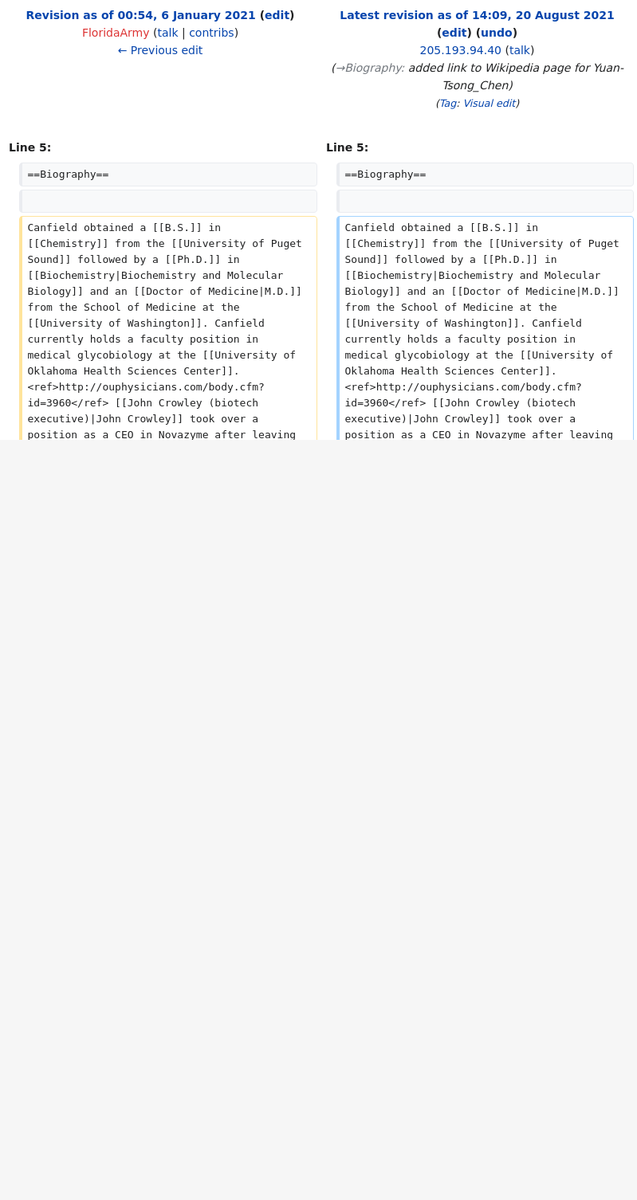 Revision as of 00:54, 6 January 2021 (edit)
FloridaArmy (talk | contribs)
← Previous edit
Latest revision as of 14:09, 20 August 2021
(edit) (undo)
205.193.94.40 (talk)
(→Biography: added link to Wikipedia page for Yuan-
Tsong_Chen)
(Tag: Visual edit)
Line 5:
Line 5:
==Biography==
==Biography==
Canfield obtained a [[B.S.]] in
[[Chemistry]] from the [[University of Puget
Sound]] followed by a [[Ph.D.]] in
[[Biochemistry|Biochemistry and Molecular
Biology]] and an [[Doctor of Medicine|M.D.]]
from the School of Medicine at the
[[University of Washington]]. Canfield
currently holds a faculty position in
medical glycobiology at the [[University of
Oklahoma Health Sciences Center]].
<ref>http://ouphysicians.com/body.cfm?
id=3960</ref> [[John Crowley (biotech
executive)|John Crowley]] took over a
position as a CEO in Novazyme after leaving
Canfield obtained a [[B.S.]] in
[[Chemistry]] from the [[University of Puget
Sound]] followed by a [[Ph.D.]] in
[[Biochemistry|Biochemistry and Molecular
Biology]] and an [[Doctor of Medicine|M.D.]]
from the School of Medicine at the
[[University of Washington]]. Canfield
currently holds a faculty position in
medical glycobiology at the [[University of
Oklahoma Health Sciences Center]].
<ref>http://ouphysicians.com/body.cfm?
id=3960</ref> [[John Crowley (biotech
executive)|John Crowley]] took over a
position as a CEO in Novazyme after leaving